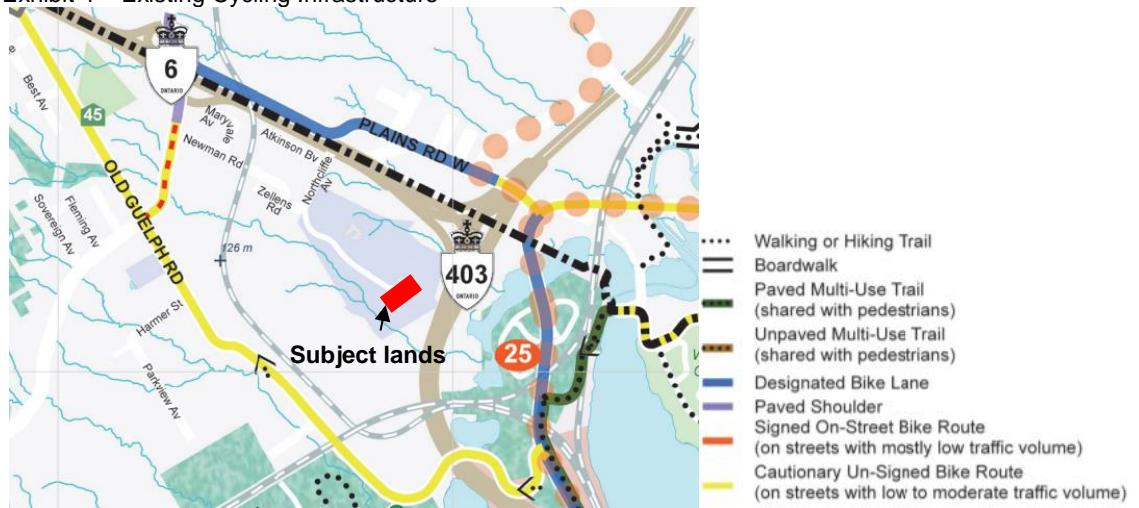 Exhibit 4 – Existing Cycling Infrastructure
6
ONTARIO
Best Av
45
Maryvale
Av
Atkinson Bv
PLAINS RD W
Newman Rd
Northcliffe
Av
Zellens
Rd
OLD GUELPH RD
Fleming Av
Sovereign Av
126 m
403
ONTARIO
Harmer St
Subject lands
25
Parkview Av
Walking or Hiking Trail
Boardwalk
Paved Multi-Use Trail
(shared with pedestrians)
Unpaved Multi-Use Trail
(shared with pedestrians)
Designated Bike Lane
Paved Shoulder
Signed On-Street Bike Route
(on streets with mostly low traffic volume)
Cautionary Un-Signed Bike Route
(on streets with low to moderate traffic volume)